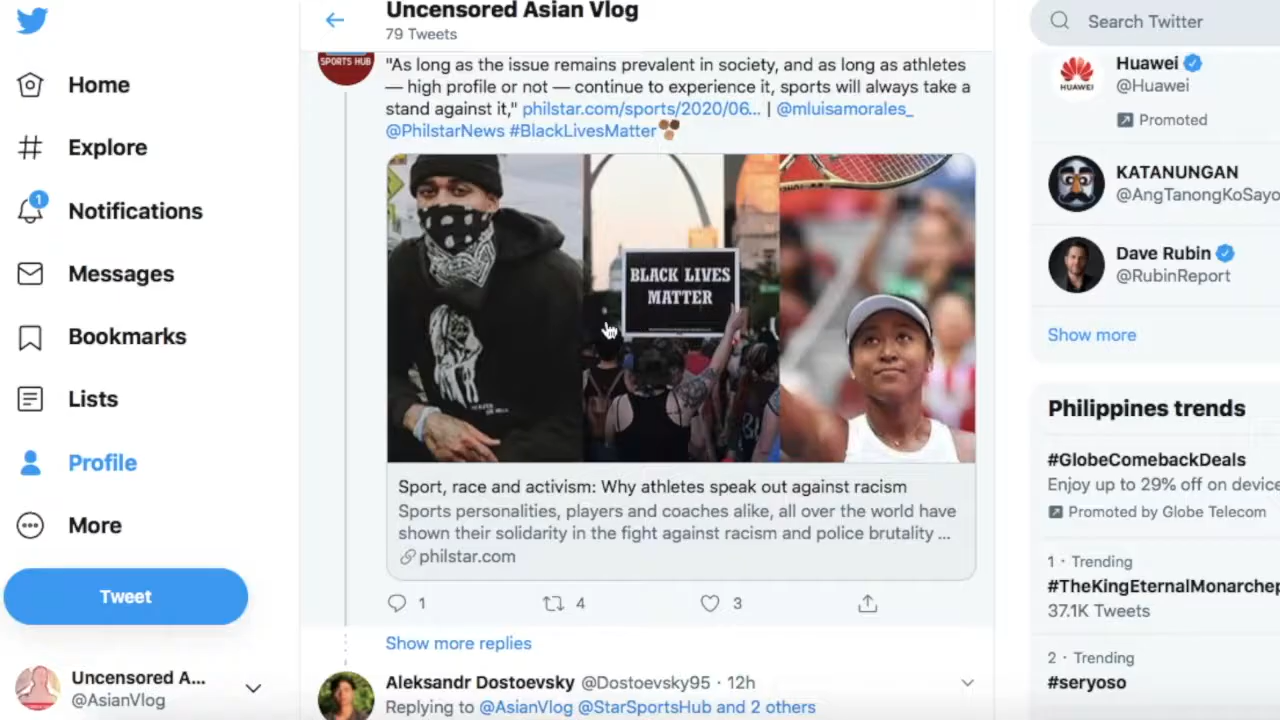 Home
Explore
1
Notifications
Messages
Bookmarks
Lists
Profile
More
Tweet
Uncensored A...
@AsianVlog
Uncensored Asian Vlog
79 Tweets
SPORTS HUB
"As long as the issue remains prevalent in society, and as long as athletes
— high profile or not — continue to experience it, sports will always take a
stand against it," philstar.com/sports/2020/06... | @mluisamorales_
@PhilstarNews #BlackLivesMatter
BLACK LIVES
MATTER
Sport, race and activism: Why athletes speak out against racism
Sports personalities, players and coaches alike, all over the world have
shown their solidarity in the fight against racism and police brutality ...
philstar.com
1
4
3
Show more replies
Aleksandr Dostoevsky @Dostoevsky95 · 12h
Replying to @AsianVlog @StarSportsHub and 2 others
Search Twitter
HUAWEI
Huawei
@Huawei
Promoted
KATANUNGAN
@AngTanongKoSayo
Dave Rubin
@RubinReport
Show more
Philippines trends
#GlobeComebackDeals
Enjoy up to 29% off on device
Promoted by Globe Telecom
1 · Trending
#TheKingEternalMonarchep
37.1K Tweets
2 · Trending
#seryoso